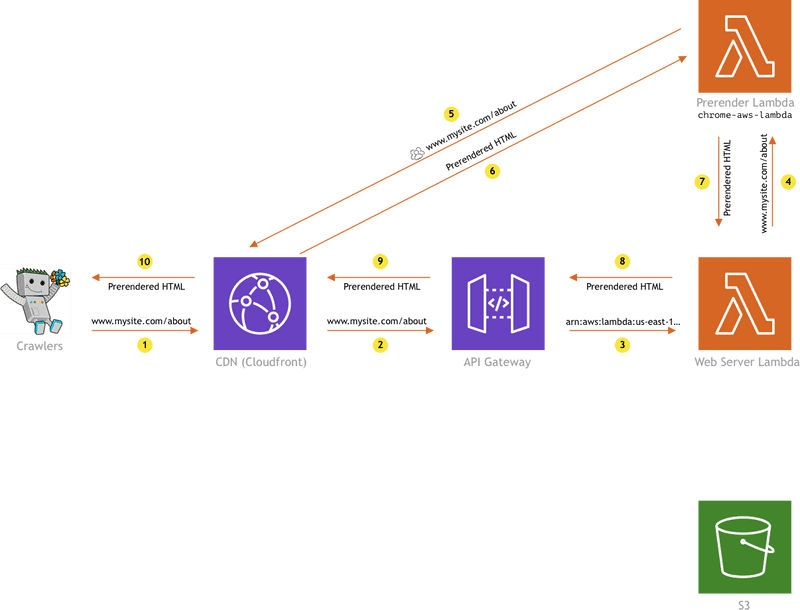 Prerender Lambda
chrome-aws-lambda
5
www.mysite.com/about
Prerendered HTML
6
7
Prerendered HTML
www.mysite.com/about
4
10
Prerendered HTML
9
Prerendered HTML
8
Prerendered HTML
www.mysite.com/about
1
www.mysite.com/about
2
arn:aws:lambda:us-east-1...
3
Crawlers
CDN (Cloudfront)
</>
API Gateway
Web Server Lambda
S3